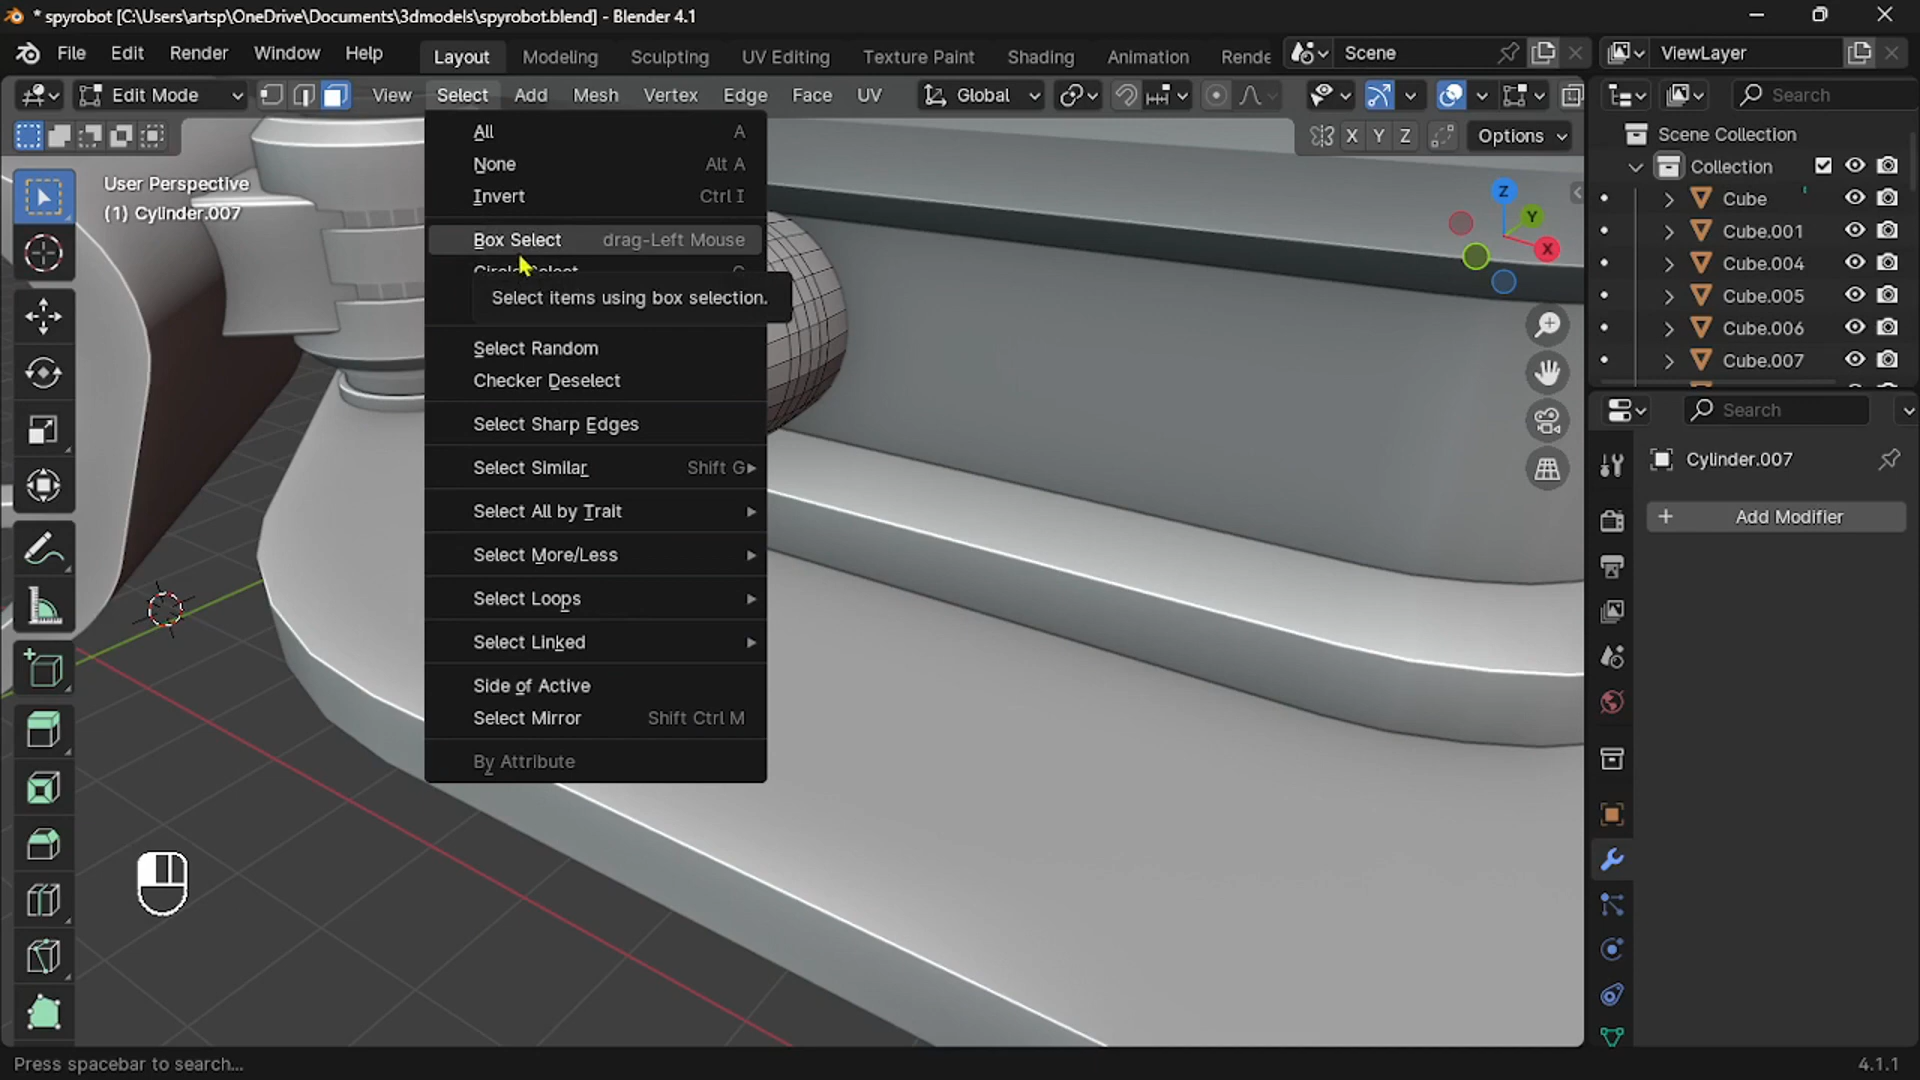 * spyrobot [C:\Users\artsp\OneDrive\Documents\3dmodels\spyrobot.blend] - Blender 4.1
File Edit Render Window Help
Layout Modeling Sculpting UV Editing Texture Paint Shading Animation Rende
Scene
ViewLayer
Edit Mode
View Select Add Mesh Vertex Edge Face UV
Global
Search
X Y Z Options
User Perspective
(1) Cylinder.007
All A
None Alt A
Invert Ctrl I
Box Select drag-Left Mouse
Circle Select C
Select items using box selection.
Select Random
Checker Deselect
Select Sharp Edges
Select Similar Shift G
Select All by Trait
Select More/Less
Select Loops
Select Linked
Side of Active
Select Mirror Shift Ctrl M
By Attribute
Z
Y
X
Scene Collection
Collection
Cube
Cube.001
Cube.004
Cube.005
Cube.006
Cube.007
Search
Cylinder.007
+ Add Modifier
Press spacebar to search...
4.1.1